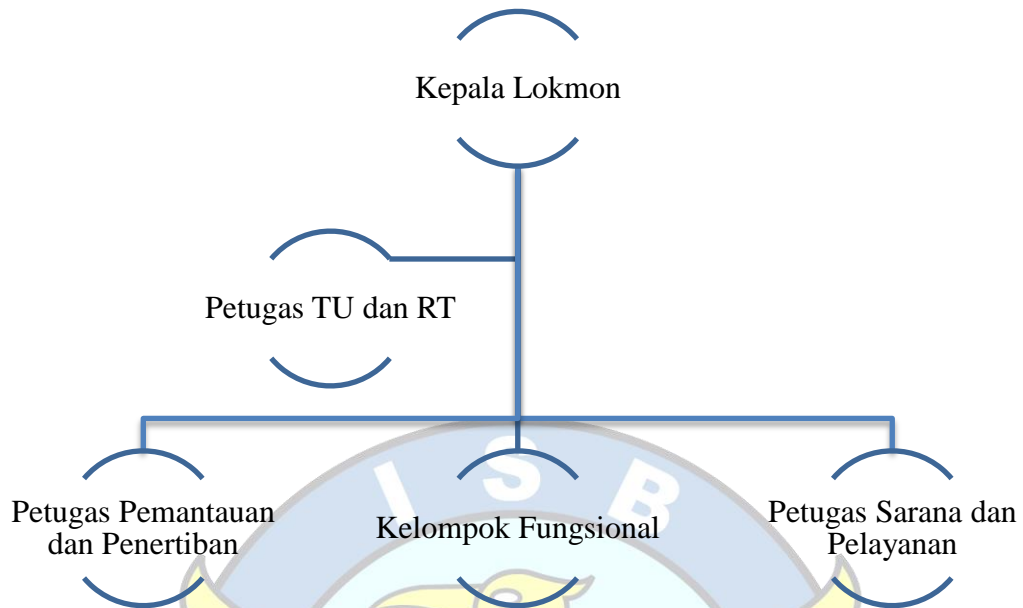 Kepala Lokmon
Petugas TU dan RT
Petugas Pemantauan
dan Penertiban
Kelompok Fungsional
Petugas Sarana dan
Pelayanan
I S B